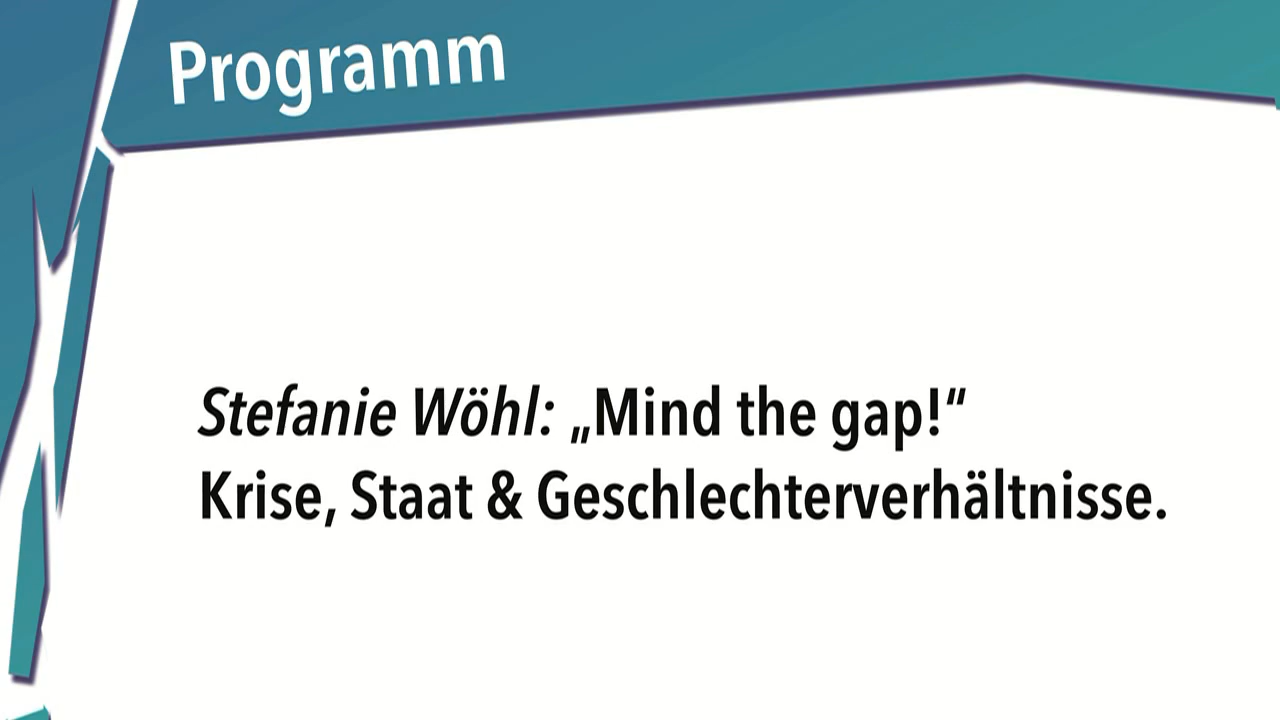 Programm
Stefanie Wöhl: „Mind the gap!“
Krise, Staat & Geschlechterverhältnisse.